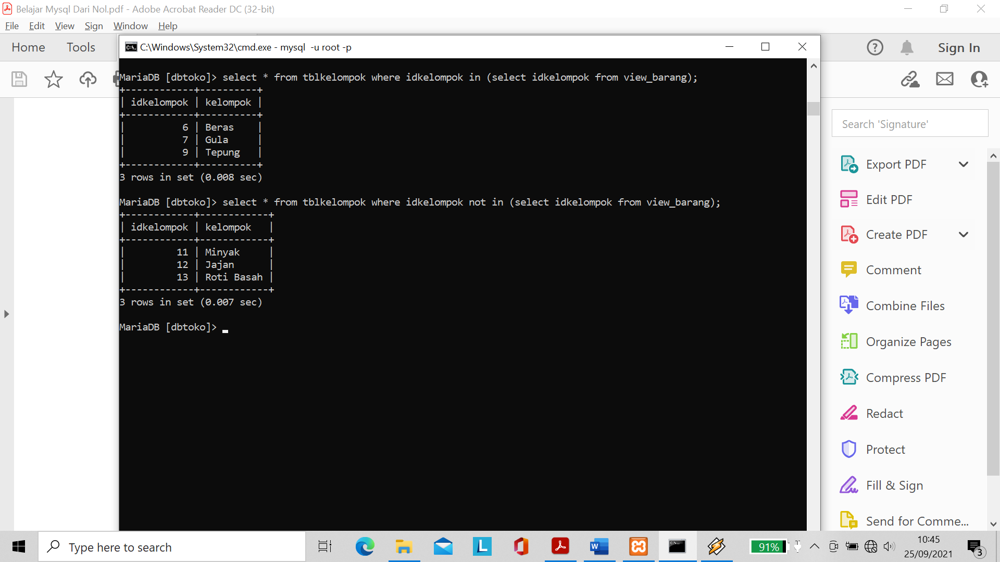 Belajar Mysql Dari Nol.pdf - Adobe Acrobat Reader DC (32-bit)
File Edit View Sign Window Help
Home Tools
Sign In
C:\Windows\System32\cmd.exe - mysql  -u root -p
MariaDB [dbtoko]> select * from tblkelompok where idkelompok in (select idkelompok from view_barang);
+------------+----------+
| idkelompok | kelompok |
+------------+----------+
|          6 | Beras    |
|          7 | Gula     |
|          9 | Tepung   |
+------------+----------+
3 rows in set (0.008 sec)
MariaDB [dbtoko]> select * from tblkelompok where idkelompok not in (select idkelompok from view_barang);
+------------+------------+
| idkelompok | kelompok   |
+------------+------------+
|         11 | Minyak     |
|         12 | Jajan      |
|         13 | Roti Basah |
+------------+------------+
3 rows in set (0.007 sec)
MariaDB [dbtoko]> _
Search 'Signature'
Export PDF
Edit PDF
Create PDF
Comment
Combine Files
Organize Pages
Compress PDF
Redact
Protect
Fill & Sign
Send for Comme...
Type here to search
91%
10:45
25/09/2021
3